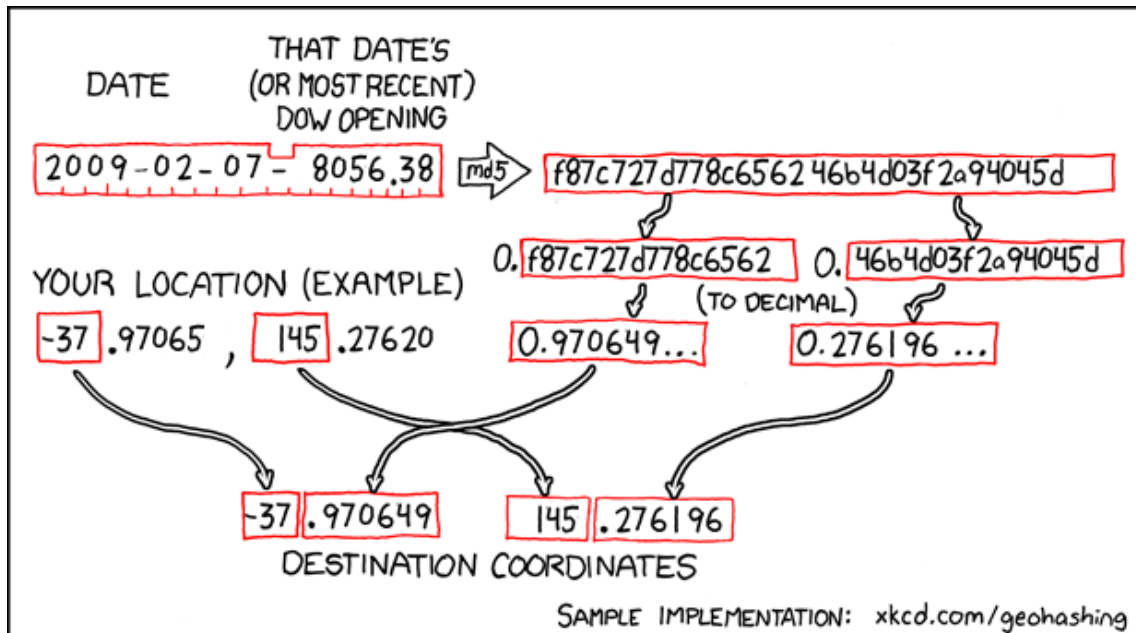 DATE
THAT DATE'S
(OR MOST RECENT)
DOW OPENING
2009-02-07- 8056.38
md5
f87c727d778c6562 46b4d03f2a94045d
0. f87c727d778c6562
0. 46b4d03f2a94045d
(TO DECIMAL)
YOUR LOCATION (EXAMPLE)
-37 .97065 , 145 .27620
0.970649...
0.276196 ...
-37 .970649
145 .276196
DESTINATION COORDINATES
SAMPLE IMPLEMENTATION: xkcd.com/geohashing